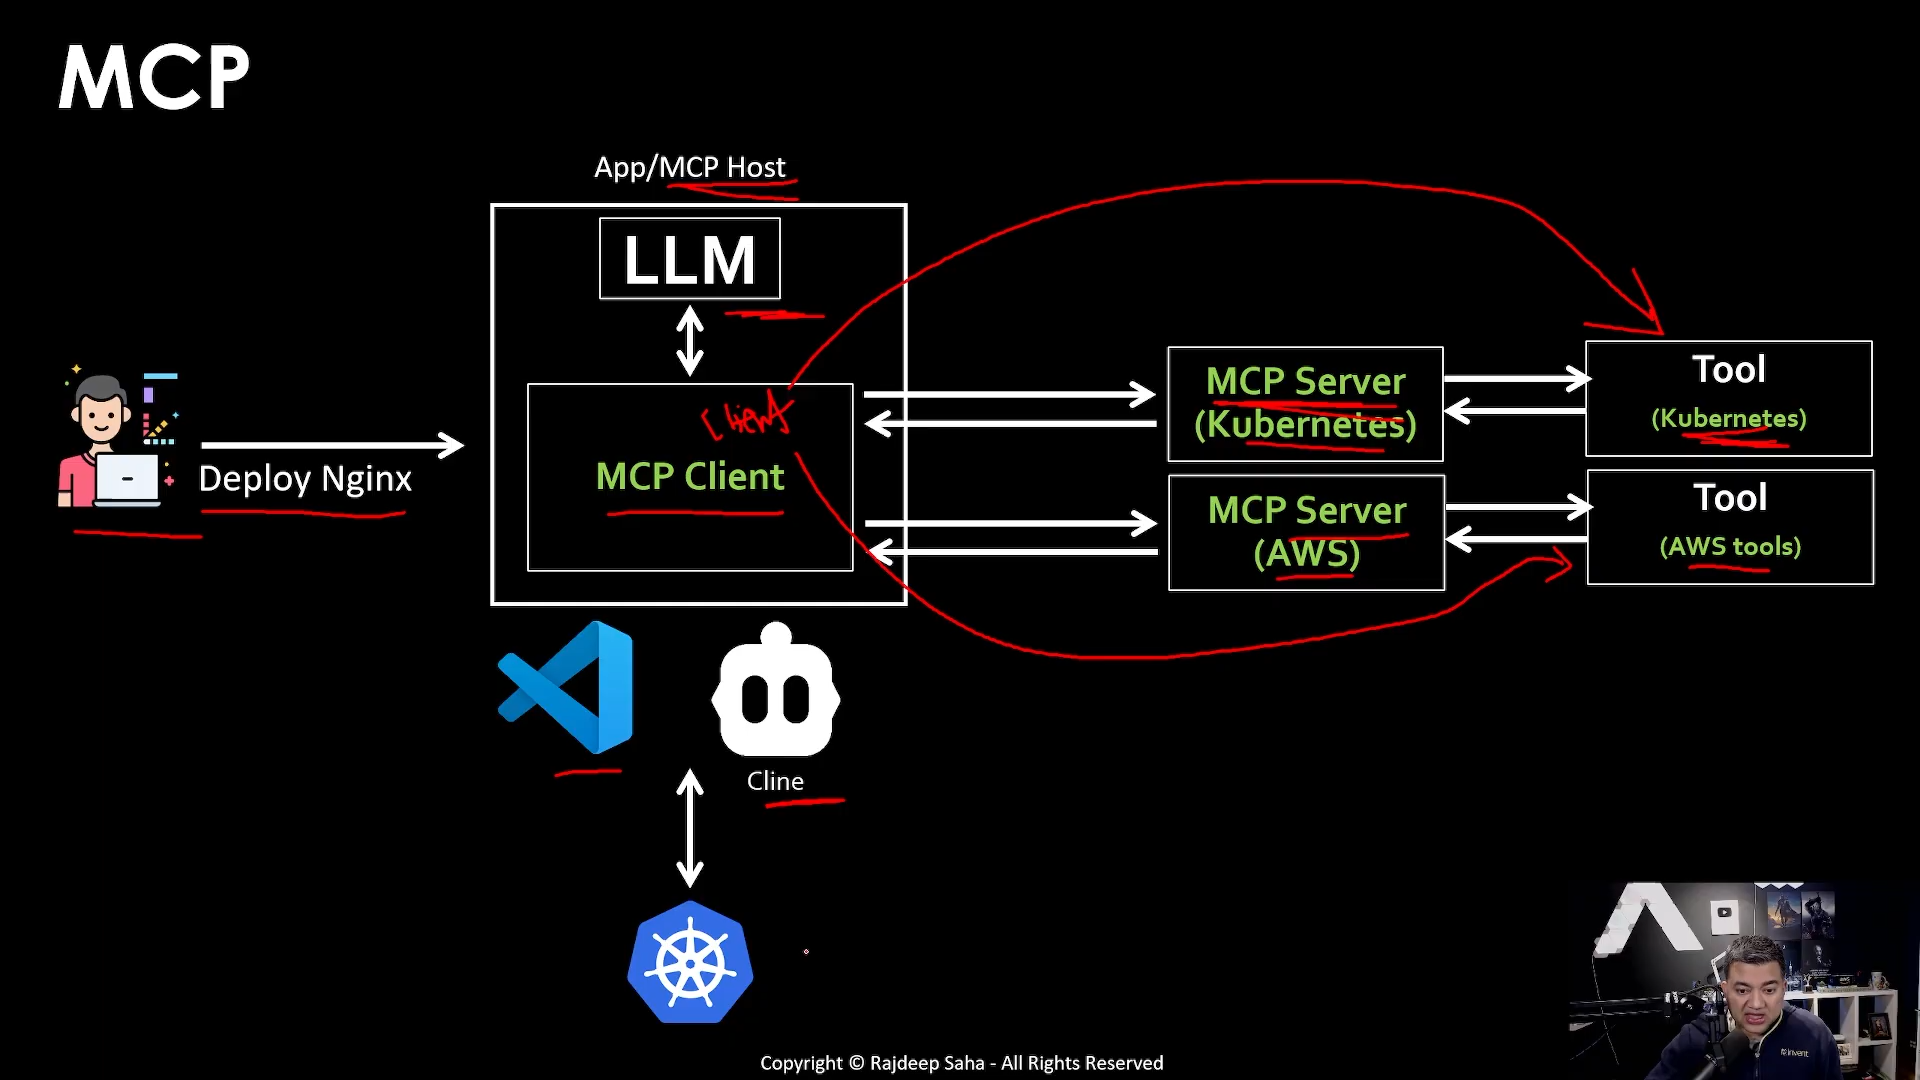 MCP
App/MCP Host
LLM
Client
MCP Client
Deploy Nginx
MCP Server
(Kubernetes)
Tool
(Kubernetes)
MCP Server
(AWS)
Tool
(AWS tools)
Cline
Copyright © Rajdeep Saha - All Rights Reserved